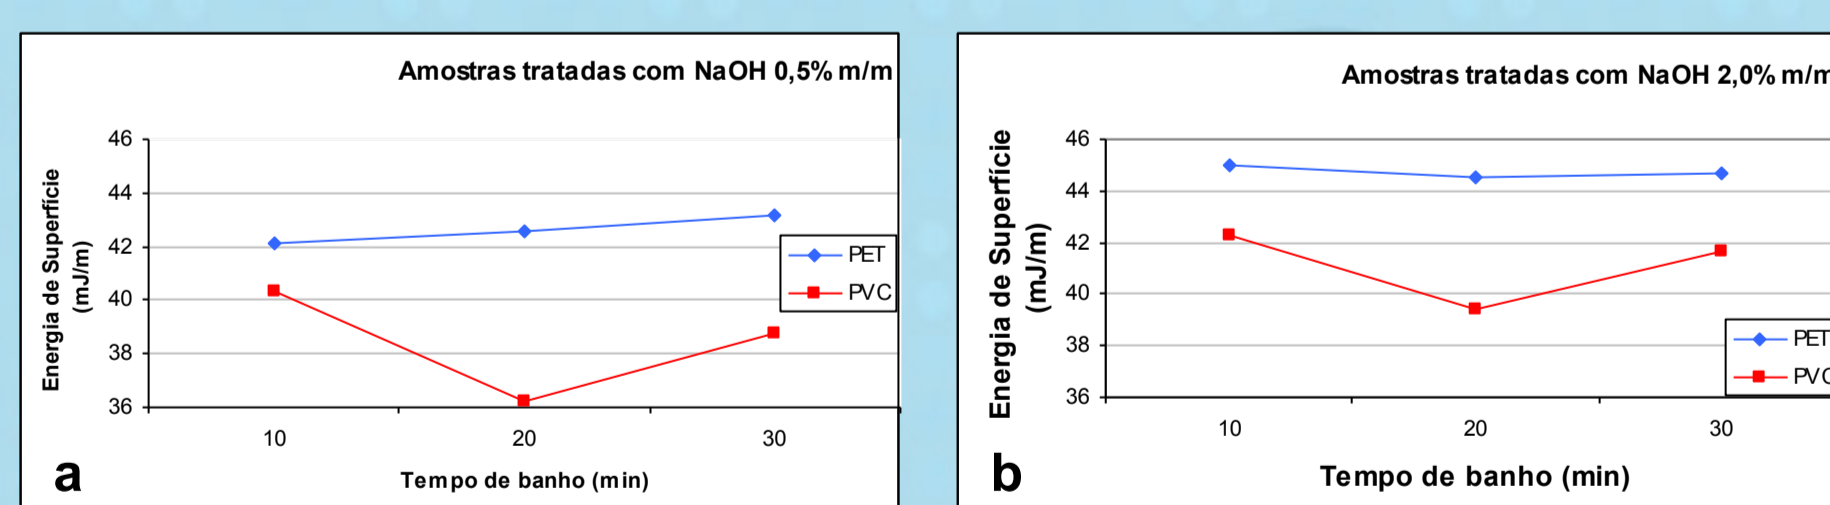 Amostras tratadas com NaOH 0,5% m/m
Energia de Superfície
(mJ/m)
46
44
42
40
38
36
PET
PVC
10 20 30
Tempo de banho (min)
a
Amostras tratadas com NaOH 2,0% m/m
Energia de Superfície
(mJ/m)
46
44
42
40
38
36
PET
PVC
10 20 30
Tempo de banho (min)
b